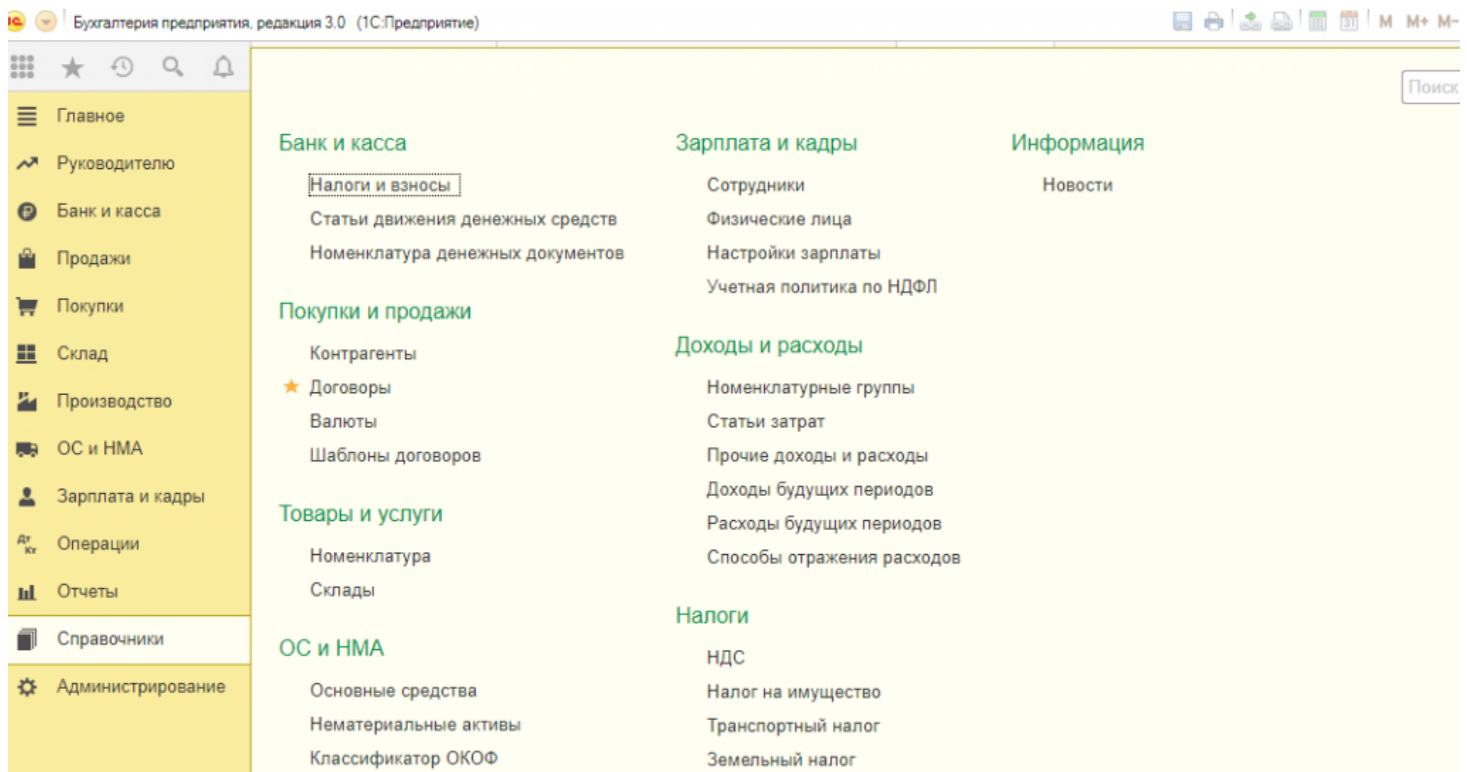 1С Бухгалтерия предприятия, редакция 3.0 (1С:Предприятие)
31 M M+ M-
Поиск
Главное
Руководителю
Банк и касса
Продажи
Покупки
Склад
Производство
ОС и НМА
Зарплата и кадры
Дт Кт Операции
Отчеты
Справочники
Администрирование
Банк и касса
Налоги и взносы
Статьи движения денежных средств
Номенклатура денежных документов
Покупки и продажи
Контрагенты
Договоры
Валюты
Шаблоны договоров
Товары и услуги
Номенклатура
Склады
ОС и НМА
Основные средства
Нематериальные активы
Классификатор ОКОФ
Зарплата и кадры
Сотрудники
Физические лица
Настройки зарплаты
Учетная политика по НДФЛ
Доходы и расходы
Номенклатурные группы
Статьи затрат
Прочие доходы и расходы
Доходы будущих периодов
Расходы будущих периодов
Способы отражения расходов
Налоги
НДС
Налог на имущество
Транспортный налог
Земельный налог
Информация
Новости